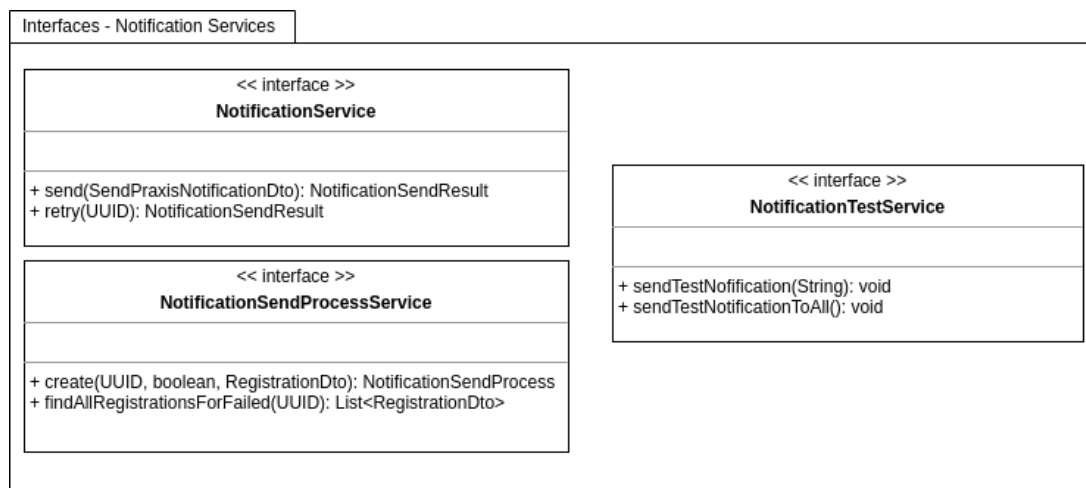 Interfaces - Notification Services
<< interface >>
NotificationService
+ send(SendPraxisNotificationDto): NotificationSendResult
+ retry(UUID): NotificationSendResult
<< interface >>
NotificationSendProcessService
+ create(UUID, boolean, RegistrationDto): NotificationSendProcess
+ findAllRegistrationsForFailed(UUID): List<RegistrationDto>
<< interface >>
NotificationTestService
+ sendTestNofification(String): void
+ sendTestNotificationToAll(): void